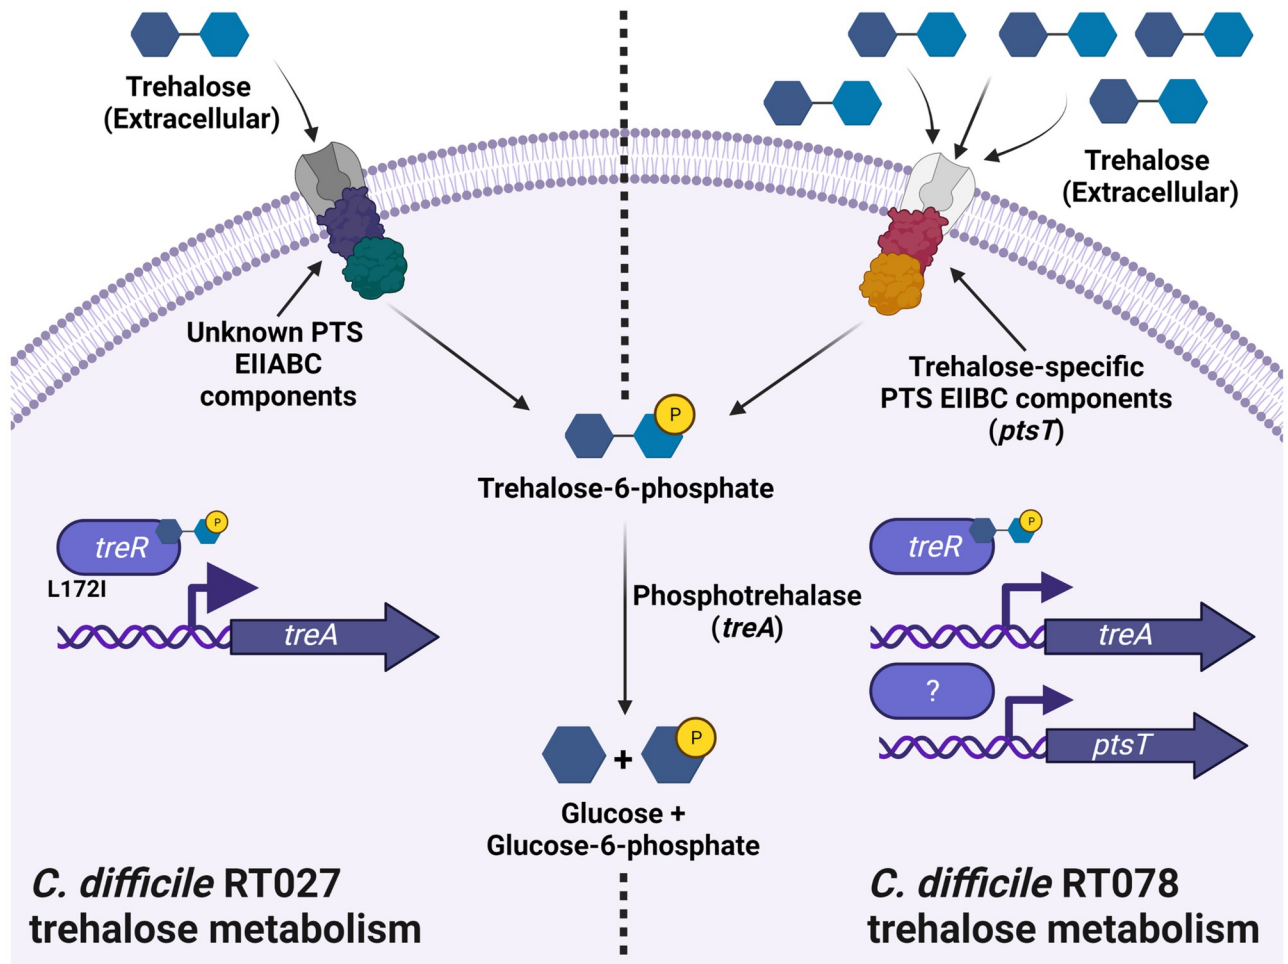 Trehalose
(Extracellular)
Trehalose
(Extracellular)
Unknown PTS
EIIABC
components
Trehalose-specific
PTS EIIBC components
(ptsT)
P
Trehalose-6-phosphate
treR
P
L172I
treA
Phosphotrehalase
(treA)
treR
P
treA
?
ptsT
+
P
Glucose +
Glucose-6-phosphate
C. difficile RT027
trehalose metabolism
C. difficile RT078
trehalose metabolism